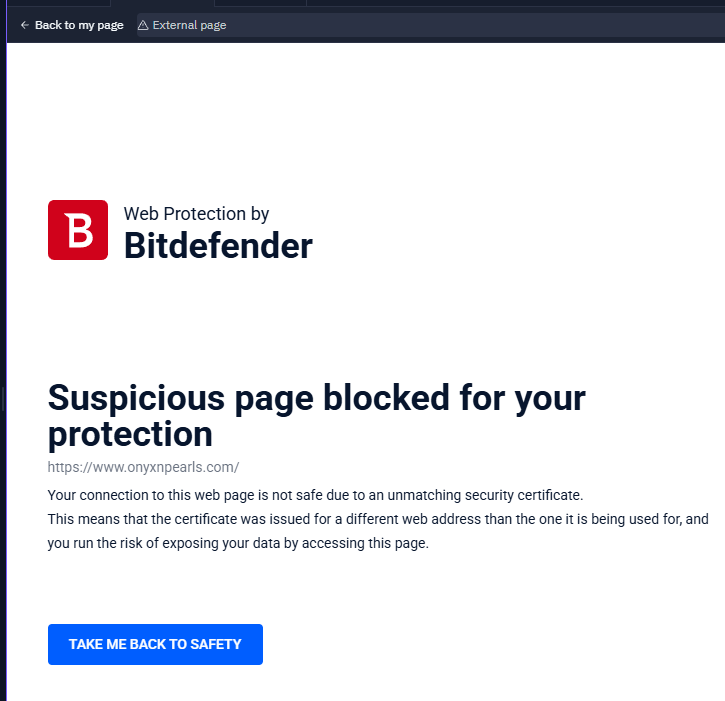 Back to my page
External page
B
Web Protection by
Bitdefender
Suspicious page blocked for your
protection
https://www.onyxnpearls.com/
Your connection to this web page is not safe due to an unmatching security certificate.
This means that the certificate was issued for a different web address than the one it is being used for, and
you run the risk of exposing your data by accessing this page.
TAKE ME BACK TO SAFETY